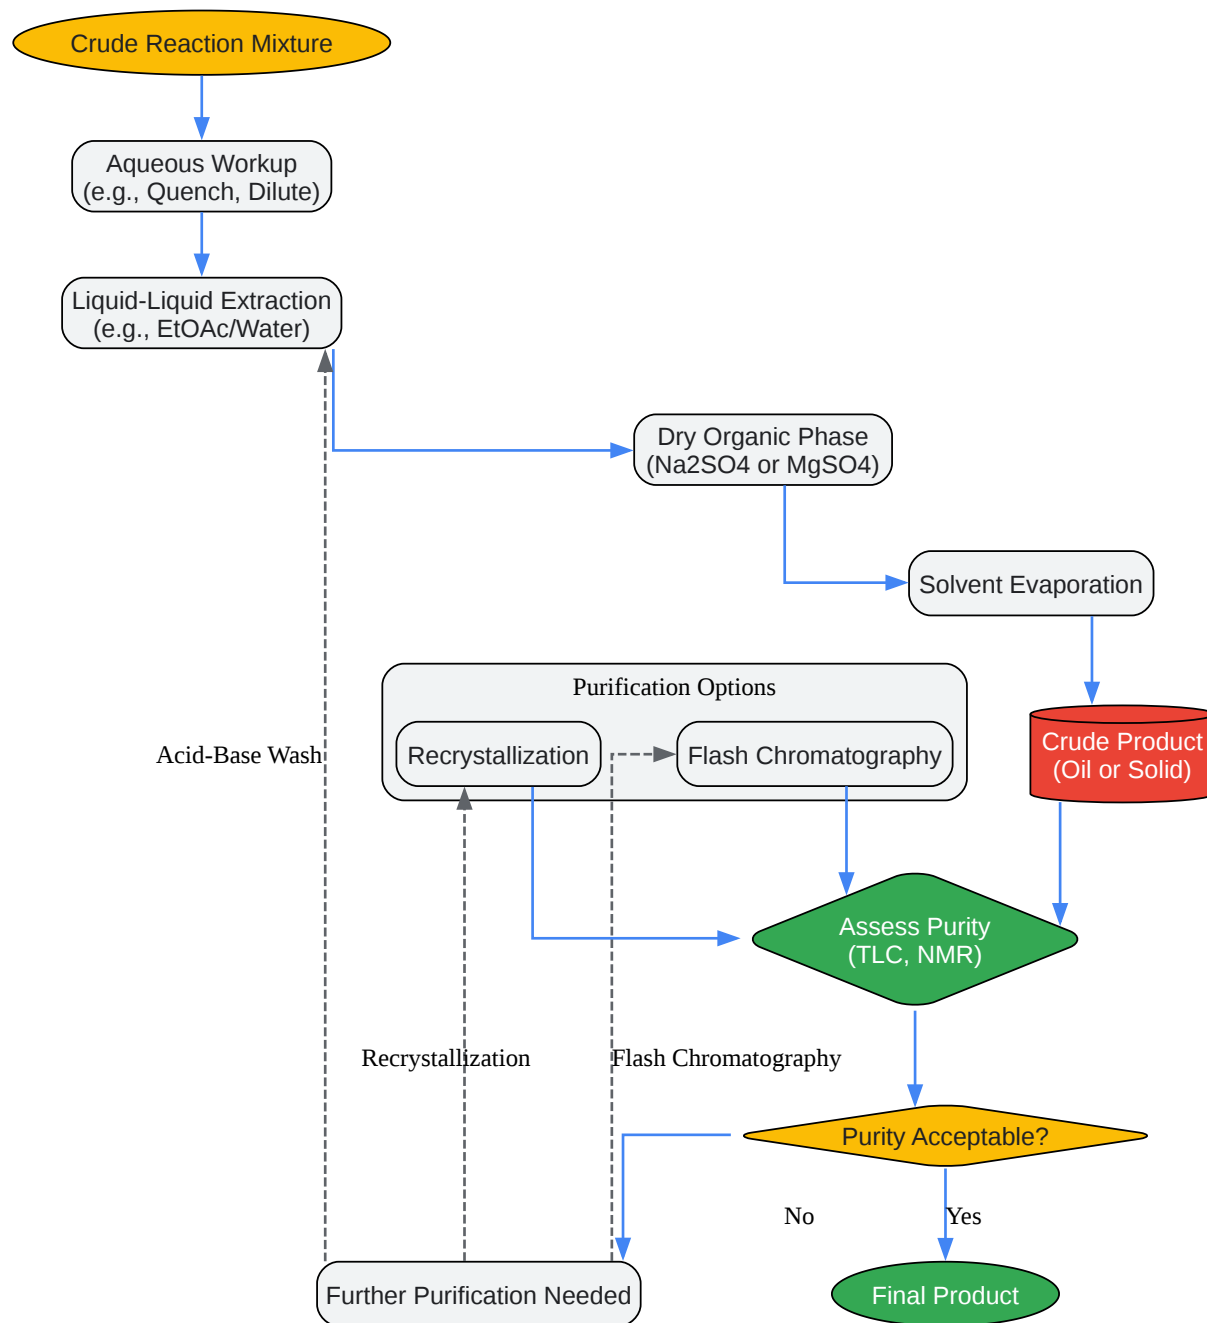 Crude Reaction Mixture
Aqueous Workup
(e.g., Quench, Dilute)
Liquid-Liquid Extraction
(e.g., EtOAc/Water)
Dry Organic Phase
(Na2SO4 or MgSO4)
Solvent Evaporation
Purification Options
Recrystallization
Flash Chromatography
Crude Product
(Oil or Solid)
Acid-Base Wash
Assess Purity
(TLC, NMR)
Recrystallization
Flash Chromatography
Purity Acceptable?
No
Yes
Further Purification Needed
Final Product